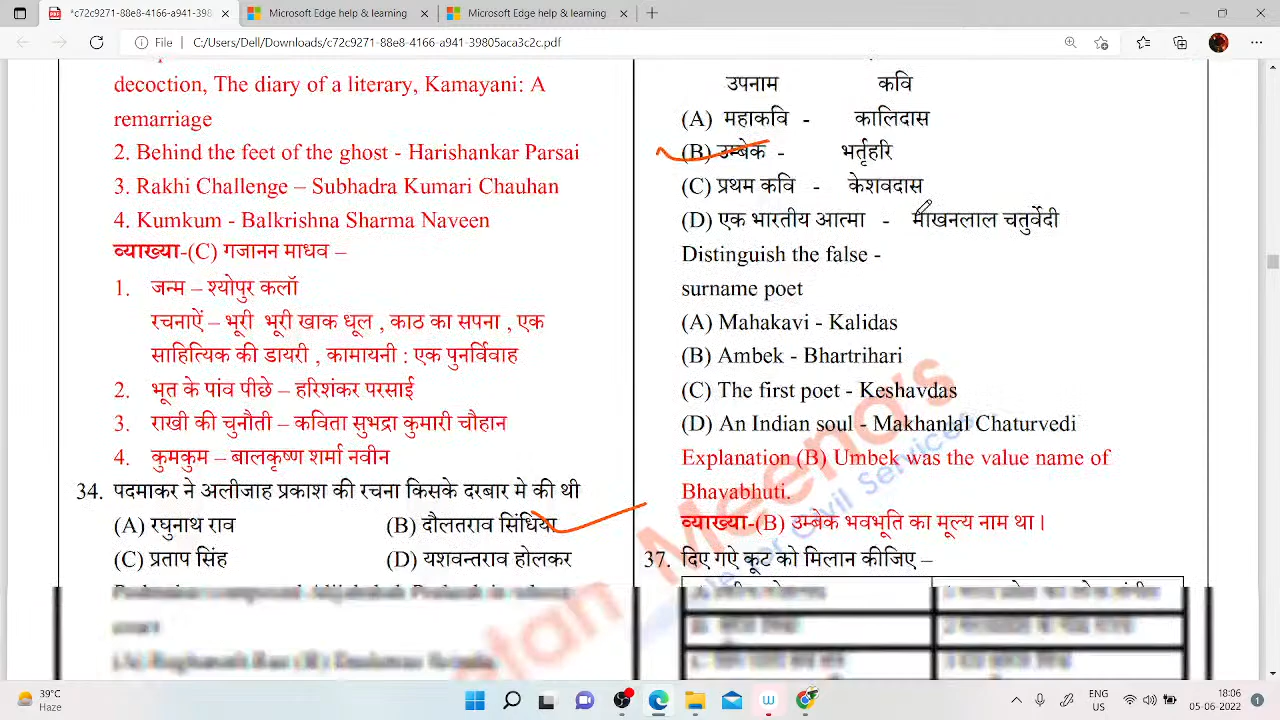 *c72c9271-88e8-4166-a941-3980
Microsoft Edge help & learning
Microsoft Edge help & learning
File
C:/Users/Dell/Downloads/c72c9271-88e8-4166-a941-39805aca3c2c.pdf
decoction, The diary of a literary, Kamayani: A
remarriage
2. Behind the feet of the ghost - Harishankar Parsai
3. Rakhi Challenge – Subhadra Kumari Chauhan
4. Kumkum - Balkrishna Sharma Naveen
व्याख्या-(C) गजानन माधव –
1. जन्म – श्योपुर कलॉ
रचनाऐं – भूरी भूरी खाक धूल , काठ का सपना , एक
साहित्यिक की डायरी , कामायनी : एक पुनर्विवाह
2. भूत के पांव पीछे – हरिशंकर परसाई
3. राखी की चुनौती – कविता सुभद्रा कुमारी चौहान
4. कुमकुम – बालकृष्ण शर्मा नवीन
34. पदमाकर ने अलीजाह प्रकाश की रचना किसके दरबार मे की थी
(A) रघुनाथ राव (B) दौलतराव सिंधिया
(C) प्रताप सिंह (D) यशवन्तराव होलकर
उपनाम कवि
(A) महाकवि - कालिदास
(B) उम्बेक - भर्तृहरि
(C) प्रथम कवि - केशवदास
(D) एक भारतीय आत्मा - माखनलाल चतुर्वेदी
Distinguish the false -
surname poet
(A) Mahakavi - Kalidas
(B) Ambek - Bhartrihari
(C) The first poet - Keshavdas
(D) An Indian soul - Makhanlal Chaturvedi
Explanation (B) Umbek was the value name of
Bhavabhuti.
व्याख्या-(B) उम्बेक भवभूति का मूल्य नाम था।
37. दिए गऐ कूट को मिलान कीजिए –
Meena's
for Civil Services
39°C
Haze
ENG
US
18:06
05-06-2022